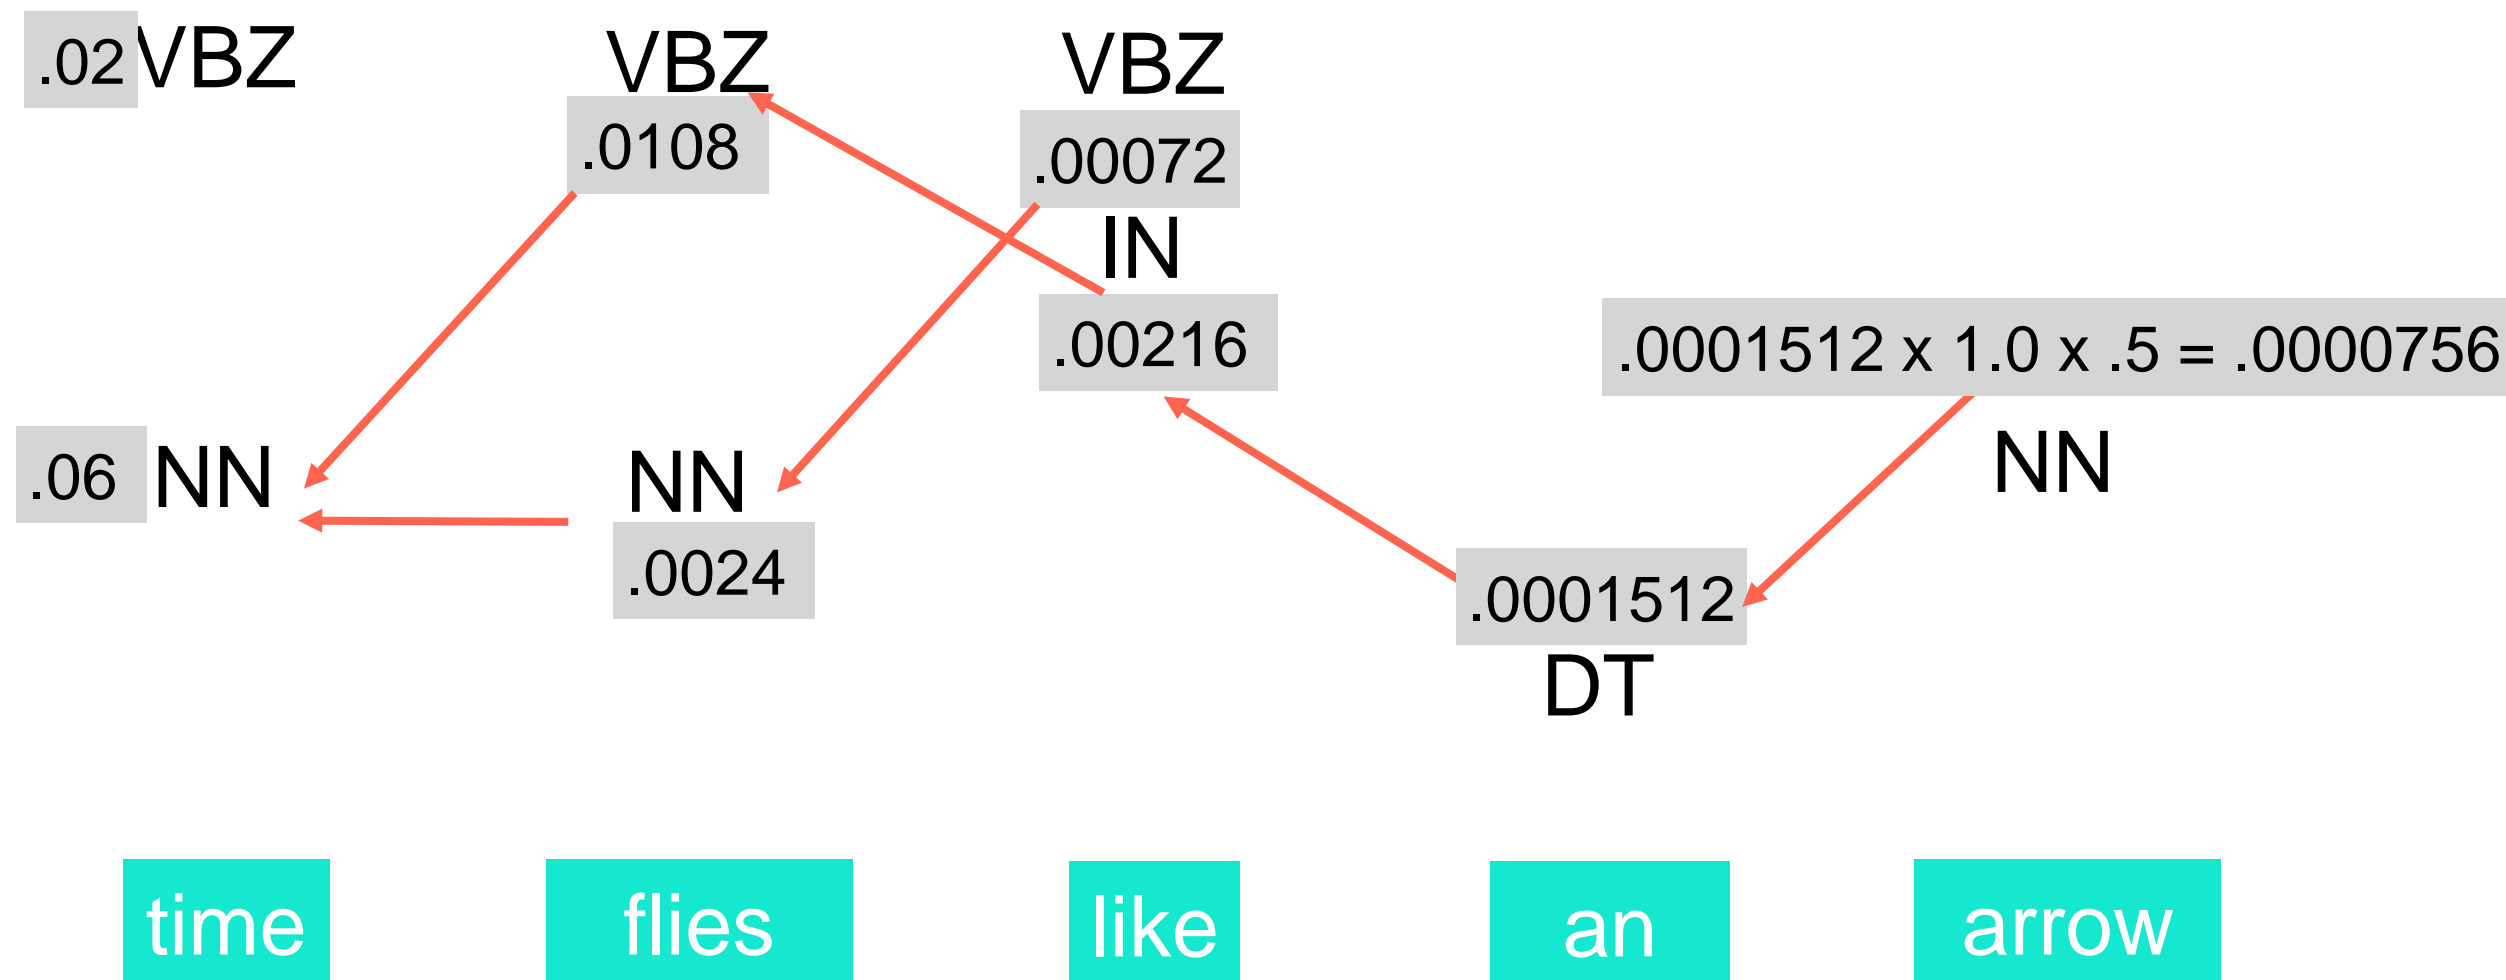 .02 VBZ
VBZ
VBZ
.0108
.00072
IN
.00216
.0001512 x 1.0 x .5 = .0000756
.06 NN
NN
NN
.0024
.0001512
DT
time
flies
like
an
arrow